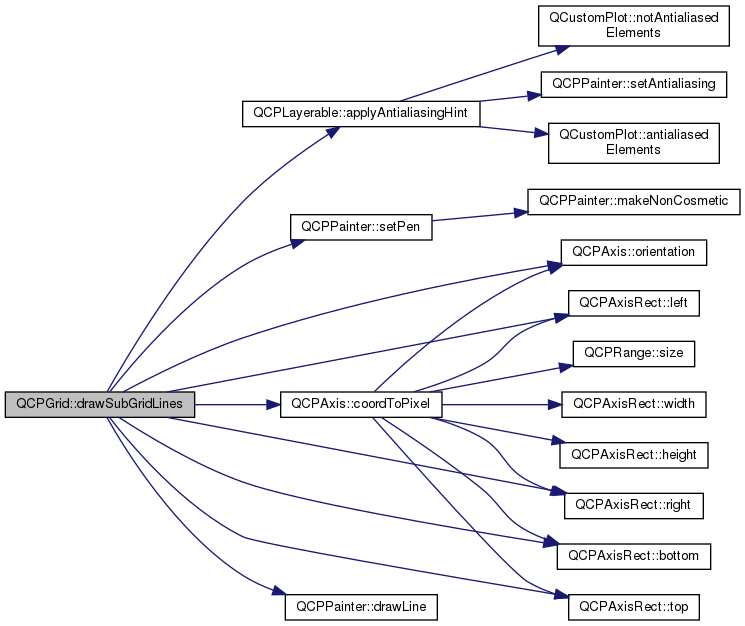 QCustomPlot::notAntialiased
Elements
QCPPainter::setAntialiasing
QCPLayerable::applyAntialiasingHint
QCustomPlot::antialiased
Elements
QCPPainter::makeNonCosmetic
QCPPainter::setPen
QCPAxis::orientation
QCPAxisRect::left
QCPRange::size
QCPGrid::drawSubGridLines
QCPAxis::coordToPixel
QCPAxisRect::width
QCPAxisRect::height
QCPAxisRect::right
QCPAxisRect::bottom
QCPPainter::drawLine
QCPAxisRect::top